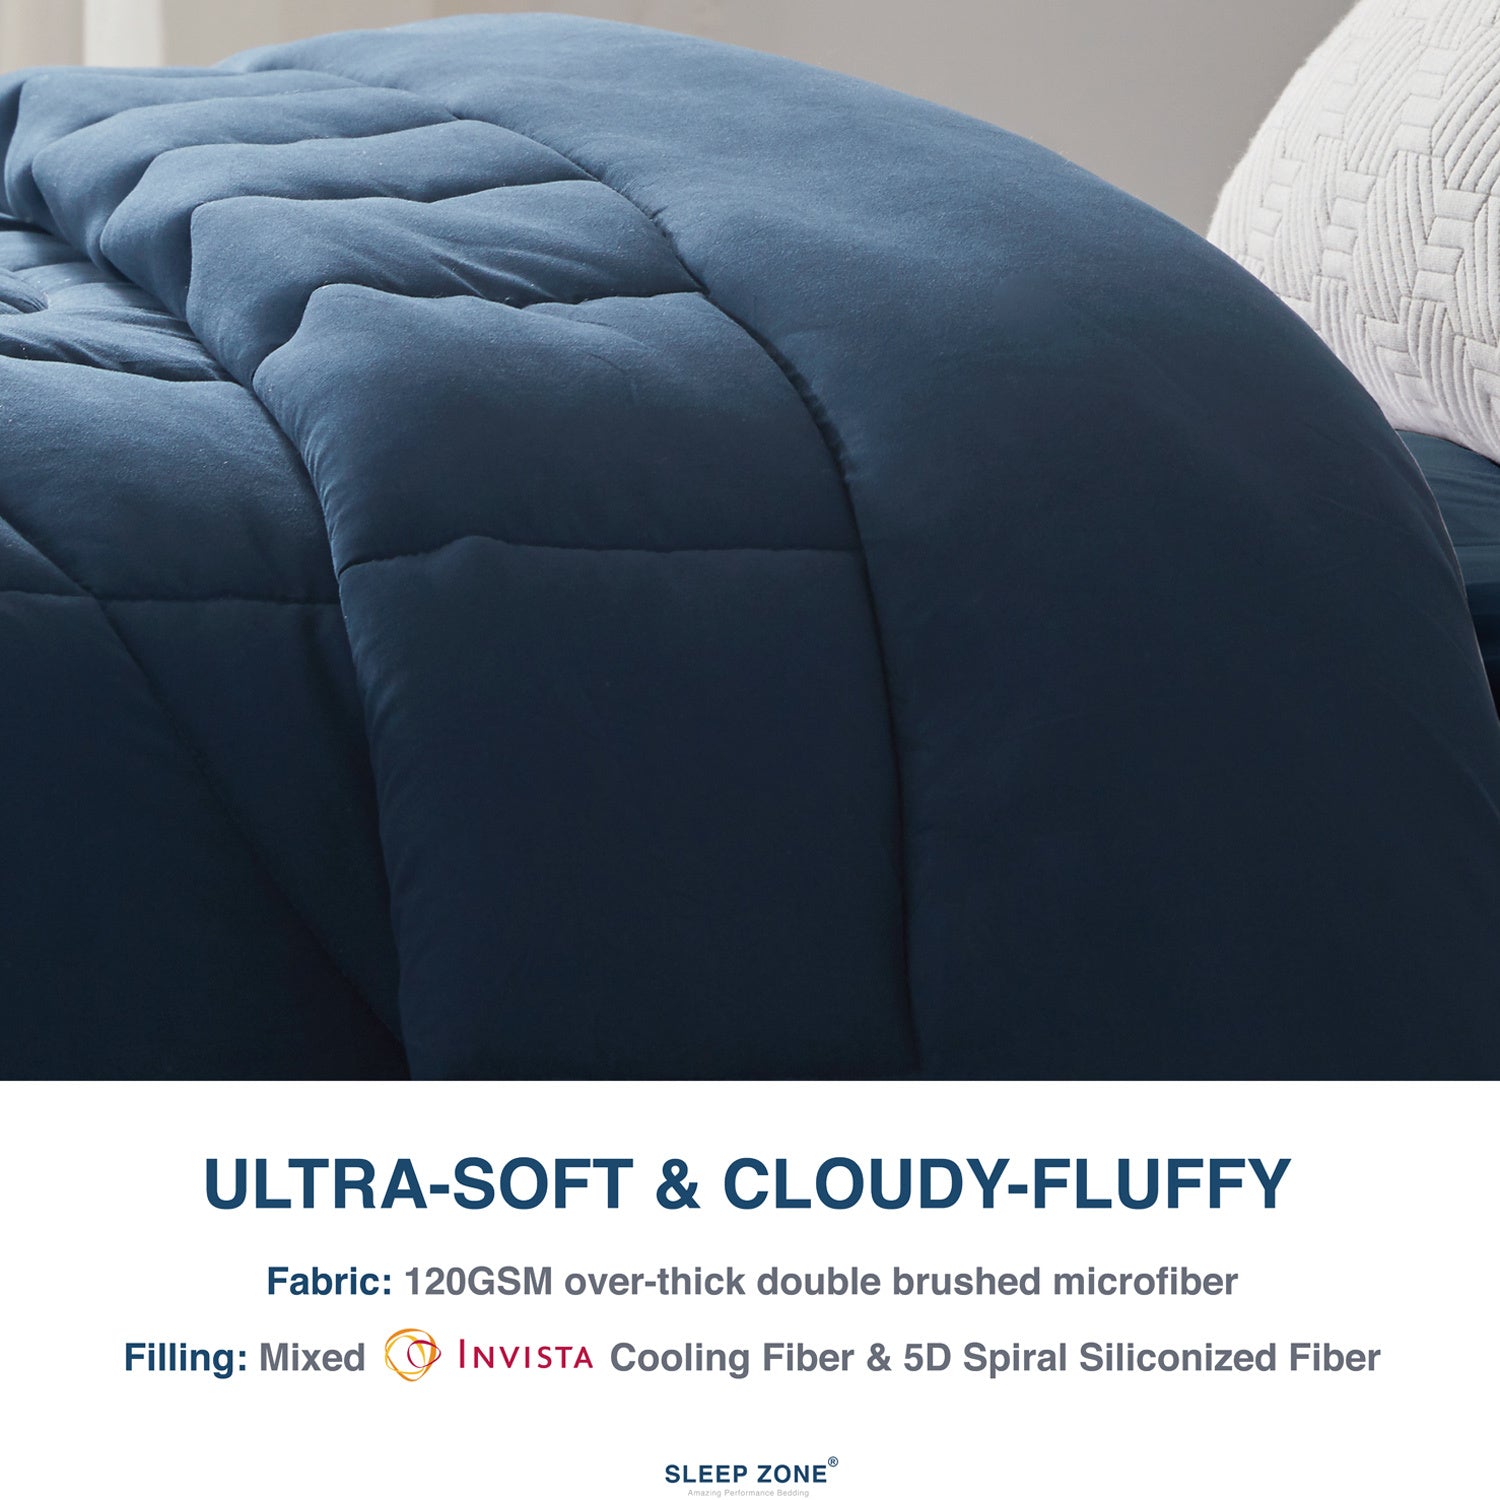 ULTRA-SOFT & CLOUDY-FLUFFY
Fabric: 120GSM over-thick double brushed microfiber
Filling: Mixed INVISTA Cooling Fiber & 5D Spiral Siliconized Fiber
SLEEP ZONE®
Amazing Performance Bedding